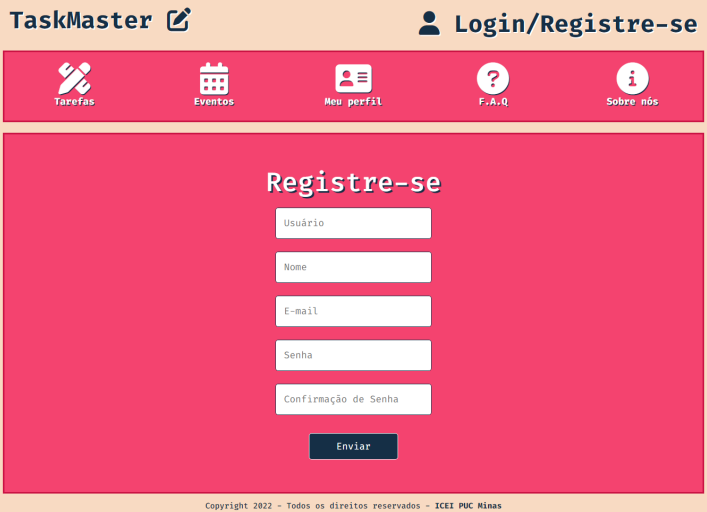 TaskMaster
Login/Registre-se
Tarefas
Eventos
Meu perfil
F.A.Q
Sobre nós
Registre-se
Usuário
Nome
E-mail
Senha
Confirmação de Senha
Enviar
Copyright 2022 - Todos os direitos reservados - ICEI PUC Minas